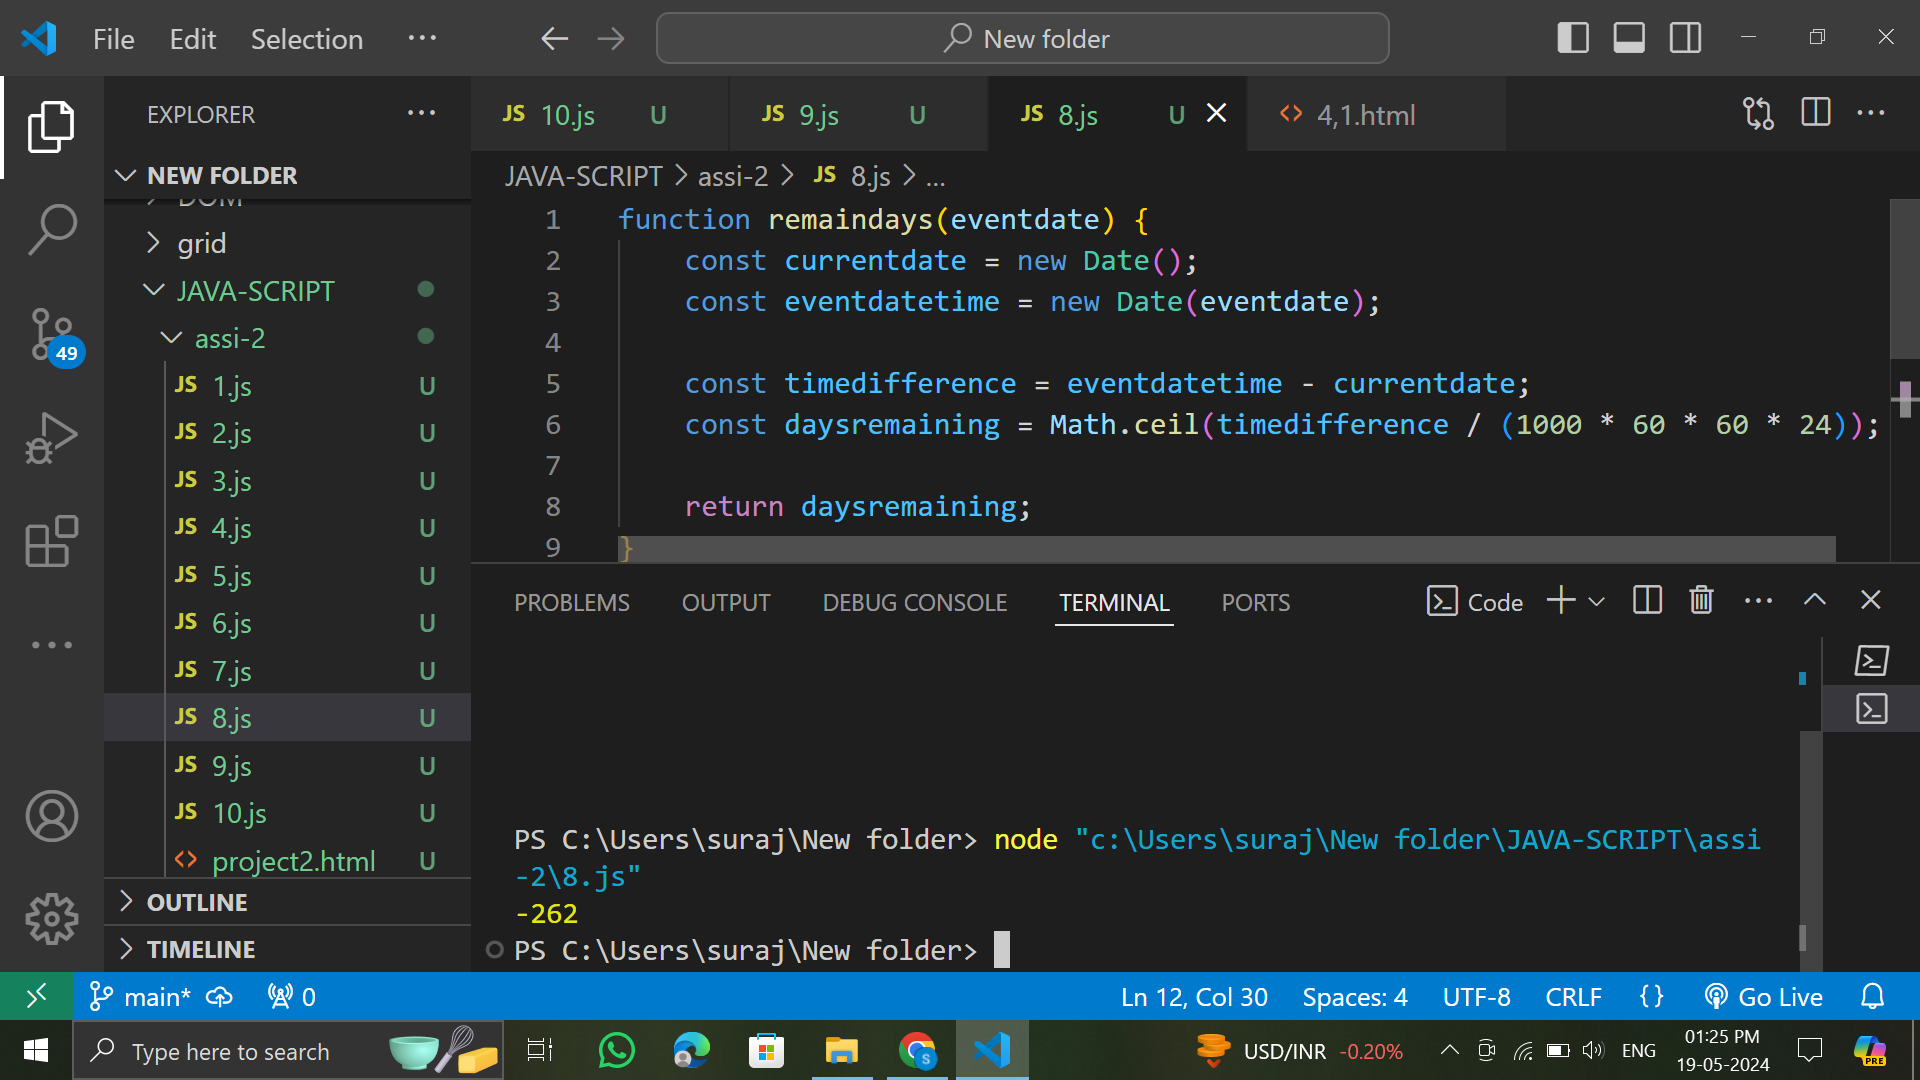 File Edit Selection ... New folder
EXPLORER ...
NEW FOLDER
DOM
grid
JAVA-SCRIPT
assi-2
JS 1.js U
JS 2.js U
JS 3.js U
JS 4.js U
JS 5.js U
JS 6.js U
JS 7.js U
JS 8.js U
JS 9.js U
JS 10.js U
<> project2.html U
OUTLINE
TIMELINE
49
JS 10.js U JS 9.js U JS 8.js U <> 4,1.html
JAVA-SCRIPT > assi-2 > JS 8.js > ...
1 function remaindays(eventdate) {
2 const currentdate = new Date();
3 const eventdatetime = new Date(eventdate);
4
5 const timedifference = eventdatetime - currentdate;
6 const daysremaining = Math.ceil(timedifference / (1000 * 60 * 60 * 24));
7
8 return daysremaining;
9 }
PROBLEMS OUTPUT DEBUG CONSOLE TERMINAL PORTS Code
PS C:\Users\suraj\New folder> node "c:\Users\suraj\New folder\JAVA-SCRIPT\assi
-2\8.js"
-262
PS C:\Users\suraj\New folder>
main* 0 Ln 12, Col 30 Spaces: 4 UTF-8 CRLF {} Go Live
Type here to search S USD/INR -0.20% ENG 01:25 PM
19-05-2024
PRE